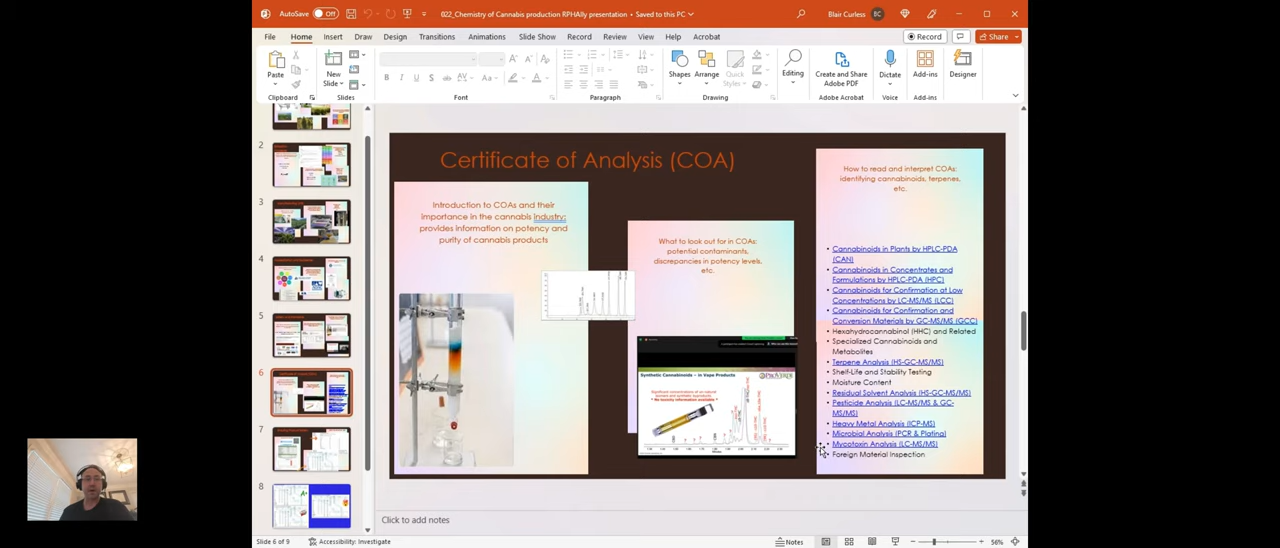 AutoSave Off
022_Chemistry of Cannabis production RPHAlly presentation • Saved to this PC
Blair Curless BC
File Home Insert Draw Design Transitions Animations Slide Show Record Review View Help Acrobat
Record Share
Paste
New
Slide
Shapes Arrange Quick
Styles
Editing
Create and Share
Adobe PDF
Dictate
Add-ins
Designer
Clipboard Slides Font Paragraph Drawing Adobe Acrobat Voice Add-ins
2
3
4
5
6
7
8
Certificate of Analysis (COA)
Introduction to COAs and their
importance in the cannabis industry:
provides information on potency and
purity of cannabis products
What to look out for in COAs:
potential contaminants,
discrepancies in potency levels,
etc.
Synthetic Cannabinoids – in Vape Products
How to read and interpret COAs:
identifying cannabinoids, terpenes,
etc.
• Cannabinoids in Plants by HPLC-PDA
(CAN)
• Cannabinoids in Concentrates and
Formulations by HPLC-PDA (HPC)
• Cannabinoids for Confirmation at Low
Concentrations by LC-MS/MS (LCC)
• Cannabinoids for Confirmation and
Conversion Materials by GC-MS/MS (GCC)
• Hexahydrocannabinol (HHC) and Related
• Specialized Cannabinoids and
Metabolites
• Terpene Analysis (HS-GC-MS/MS)
• Shelf-Life and Stability Testing
• Moisture Content
• Residual Solvent Analysis (HS-GC-MS/MS)
• Pesticide Analysis (LC-MS/MS & GC-
MS/MS)
• Heavy Metal Analysis (ICP-MS)
• Microbial Analysis (PCR & Plating)
• Mycotoxin Analysis (LC-MS/MS)
• Foreign Material Inspection
Click to add notes
Slide 6 of 9 Accessibility: Investigate Notes 56%